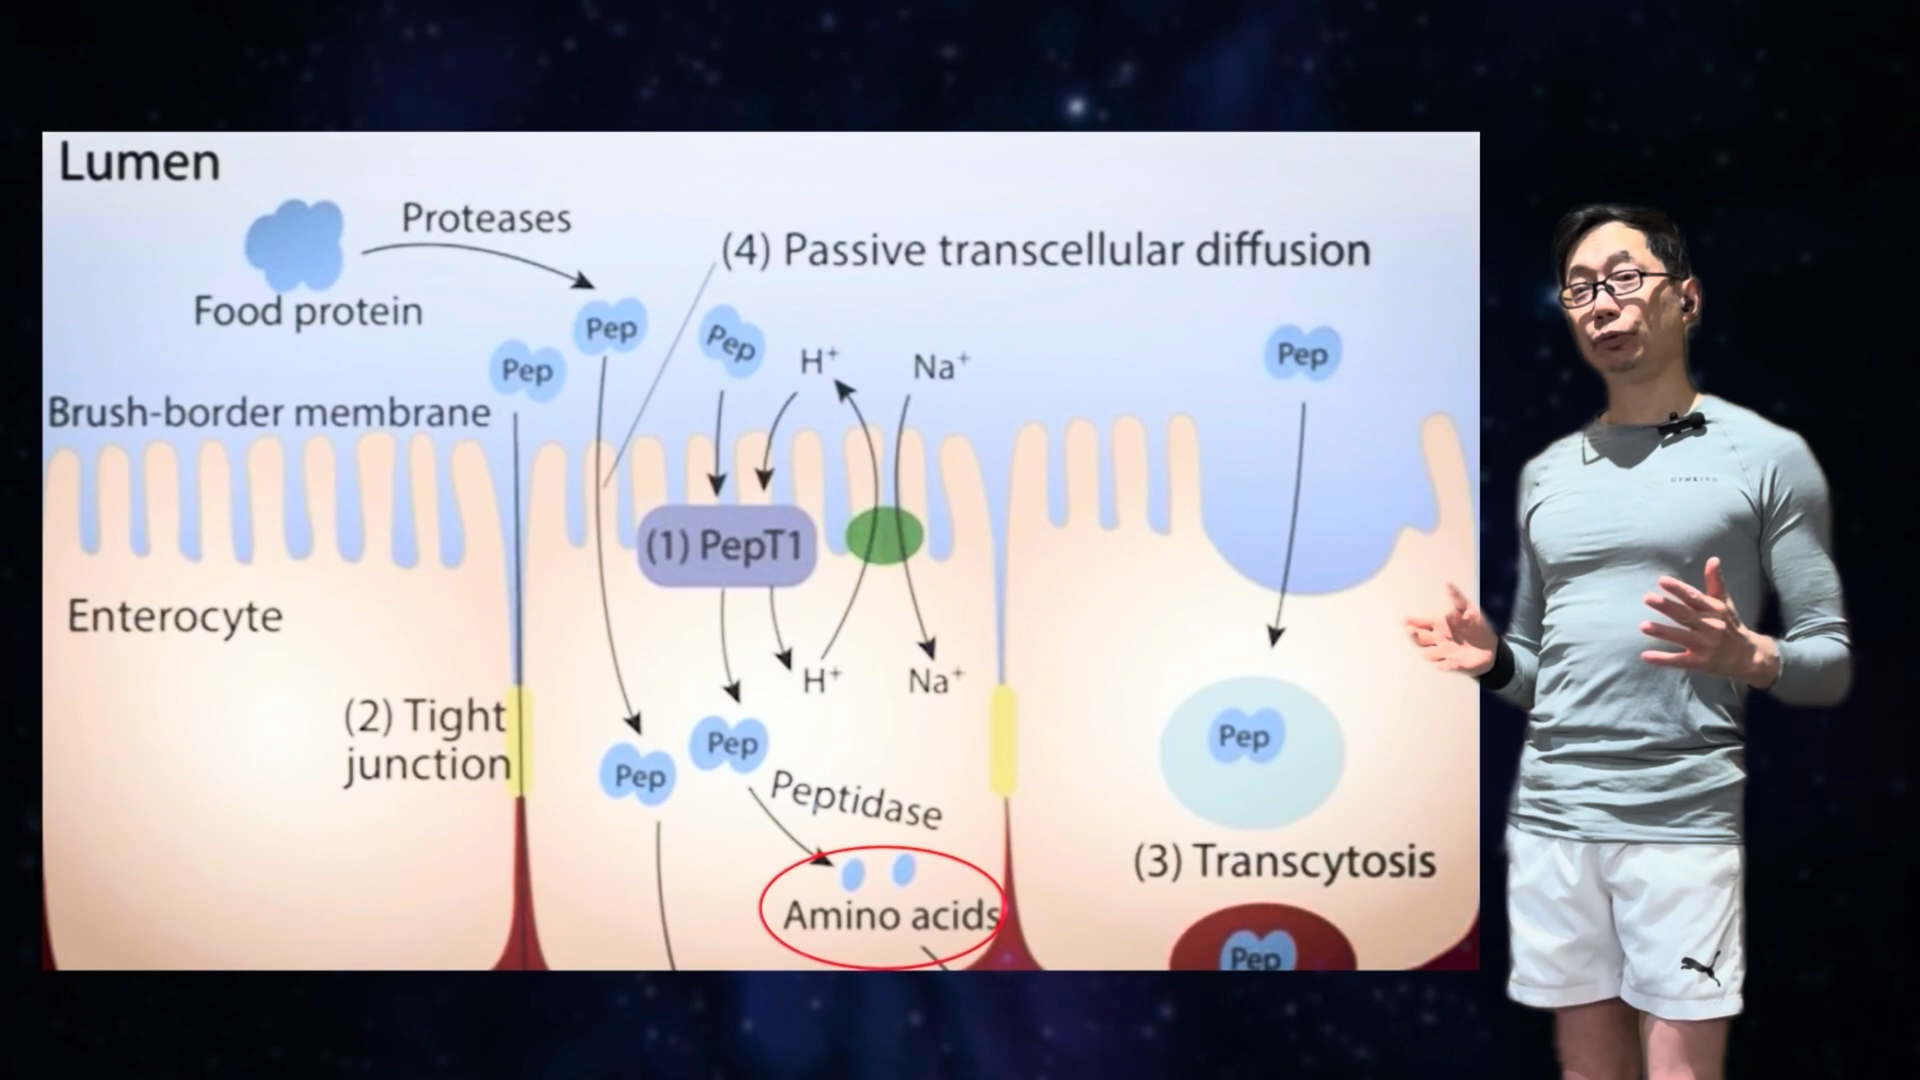 Lumen
Proteases
(4) Passive transcellular diffusion
Food protein
Pep
Pep
Pep
H+
Na+
Pep
Brush-border membrane
(1) PepT1
Enterocyte
H+
Na+
(2) Tight
junction
Pep
Pep
Pep
Peptidase
(3) Transcytosis
Amino acids
Pep
GYMKING